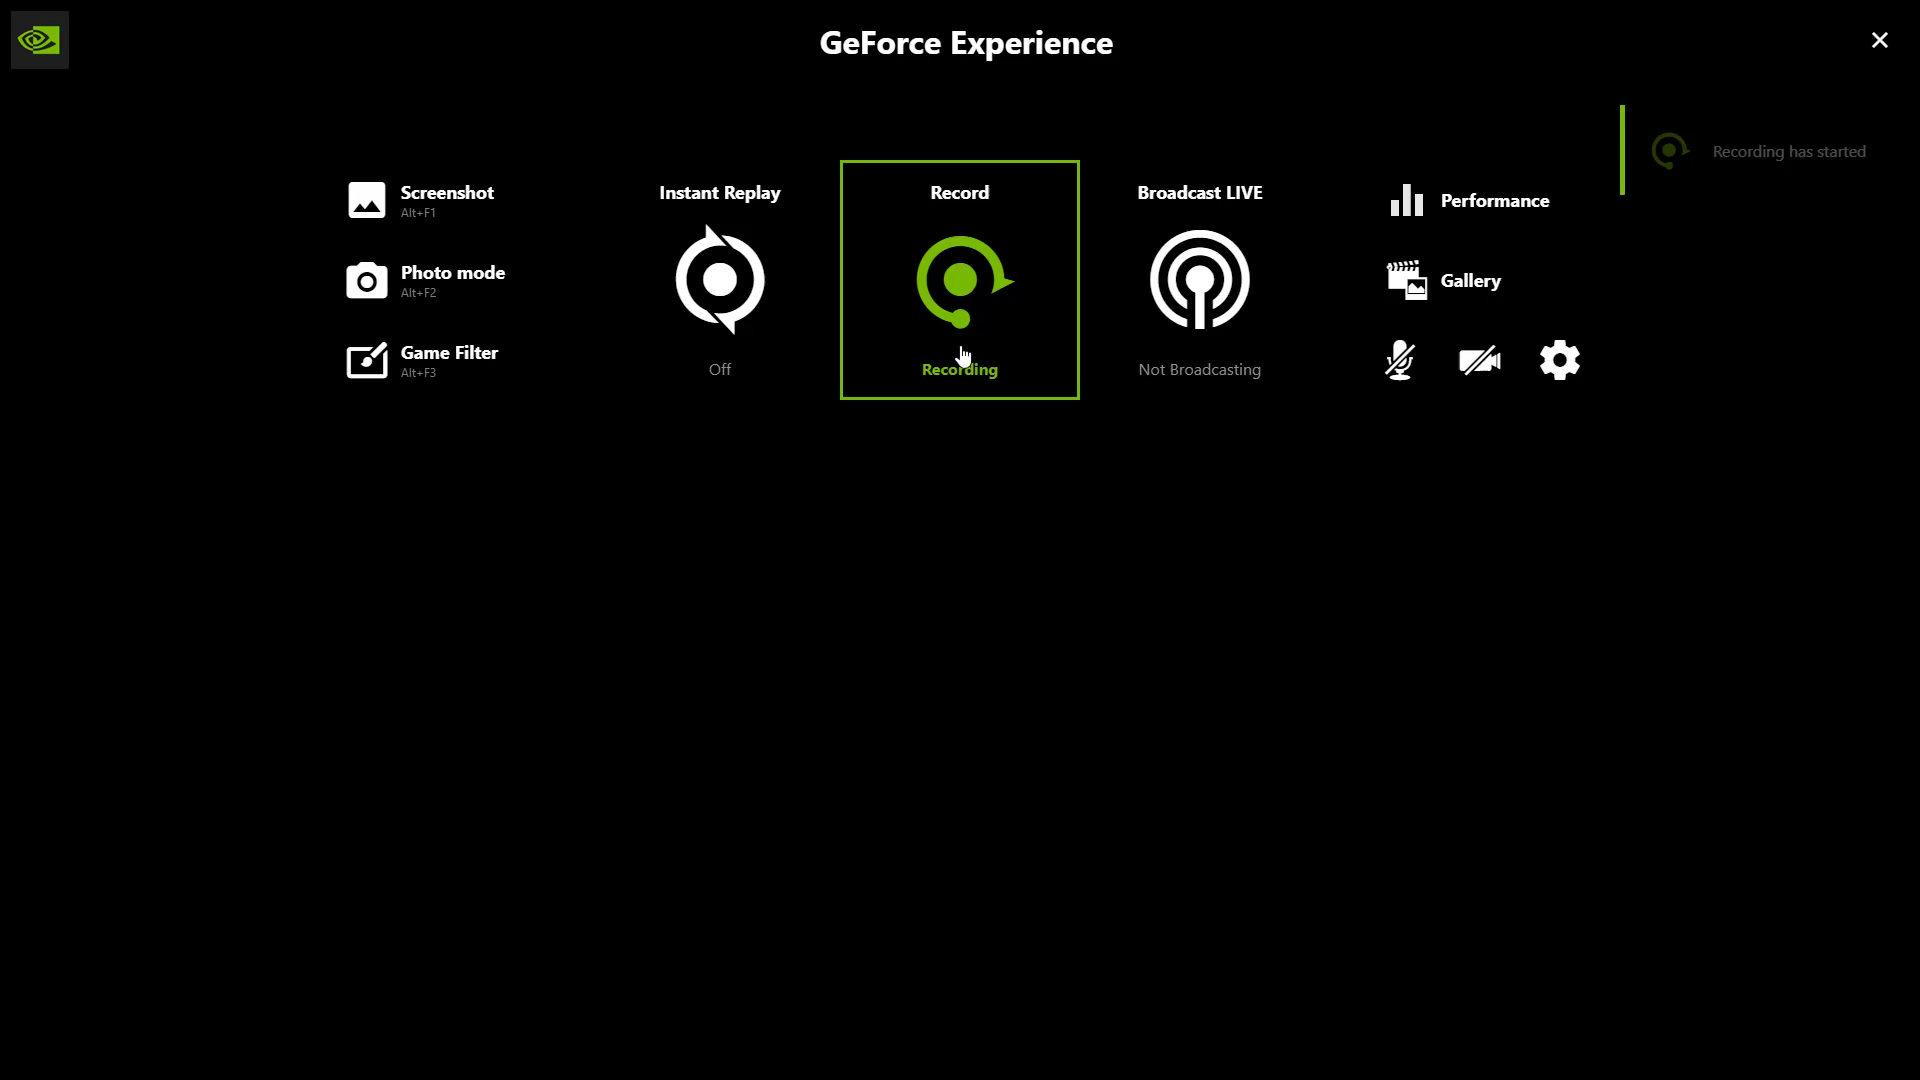 GeForce Experience
Recording has started
Screenshot
Alt+F1
Photo mode
Alt+F2
Game Filter
Alt+F3
Instant Replay
Off
Record
Recording
Broadcast LIVE
Not Broadcasting
Performance
Gallery